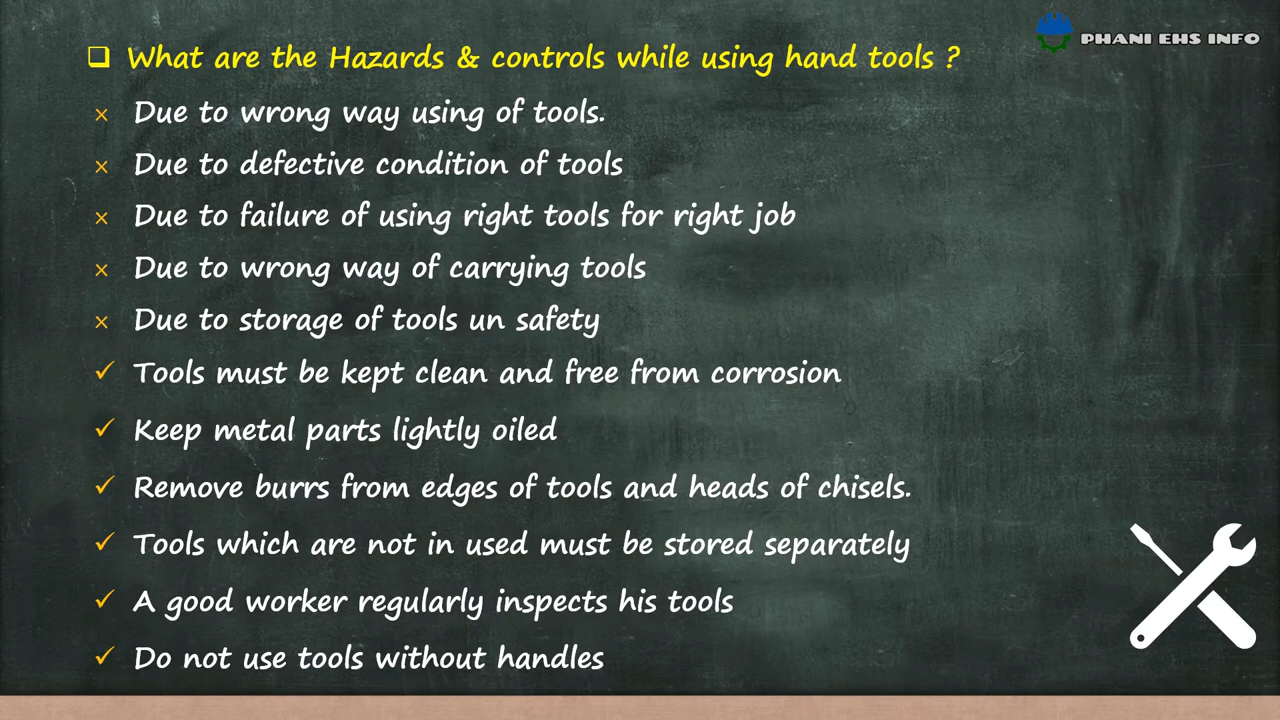 PHANI EHS INFO
What are the Hazards & controls while using hand tools ?
Due to wrong way using of tools.
Due to defective condition of tools
Due to failure of using right tools for right job
Due to wrong way of carrying tools
Due to storage of tools un safety
Tools must be kept clean and free from corrosion
Keep metal parts lightly oiled
Remove burrs from edges of tools and heads of chisels.
Tools which are not in used must be stored separately
A good worker regularly inspects his tools
Do not use tools without handles